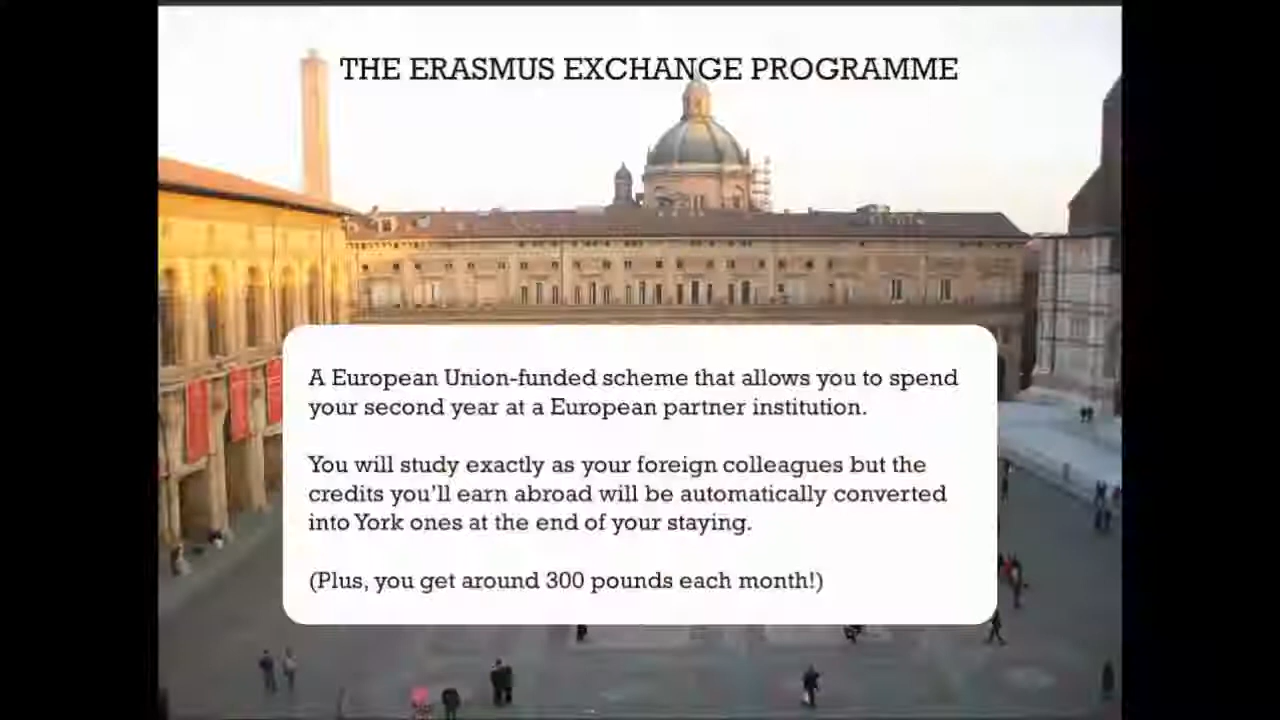 THE ERASMUS EXCHANGE PROGRAMME
A European Union-funded scheme that allows you to spend
your second year at a European partner institution.
You will study exactly as your foreign colleagues but the
credits you'll earn abroad will be automatically converted
into York ones at the end of your staying.
(Plus, you get around 300 pounds each month!)